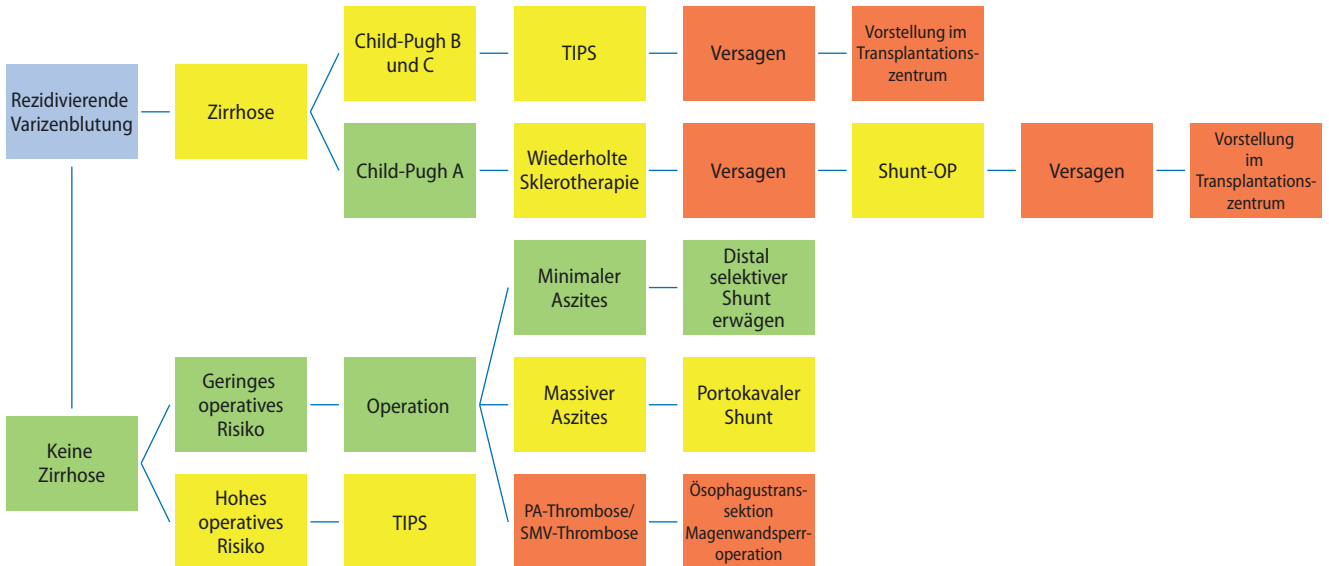 Rezidivierende
Varizenblutung
Zirrhose
Child-Pugh B
und C
TIPS
Versagen
Vorstellung im
Transplantations-
zentrum
Child-Pugh A
Wiederholte
Sklerotherapie
Versagen
Shunt-OP
Versagen
Vorstellung
im
Transplantations-
zentrum
Keine
Zirrhose
Geringes
operatives
Risiko
Operation
Minimaler
Aszites
Distal
selektiver
Shunt
erwägen
Massiver
Aszites
Portokavaler
Shunt
PA-Thrombose/
SMV-Thrombose
Ösophagustrans-
sektion
Magenwandsperr-
operation
Hohes
operatives
Risiko
TIPS